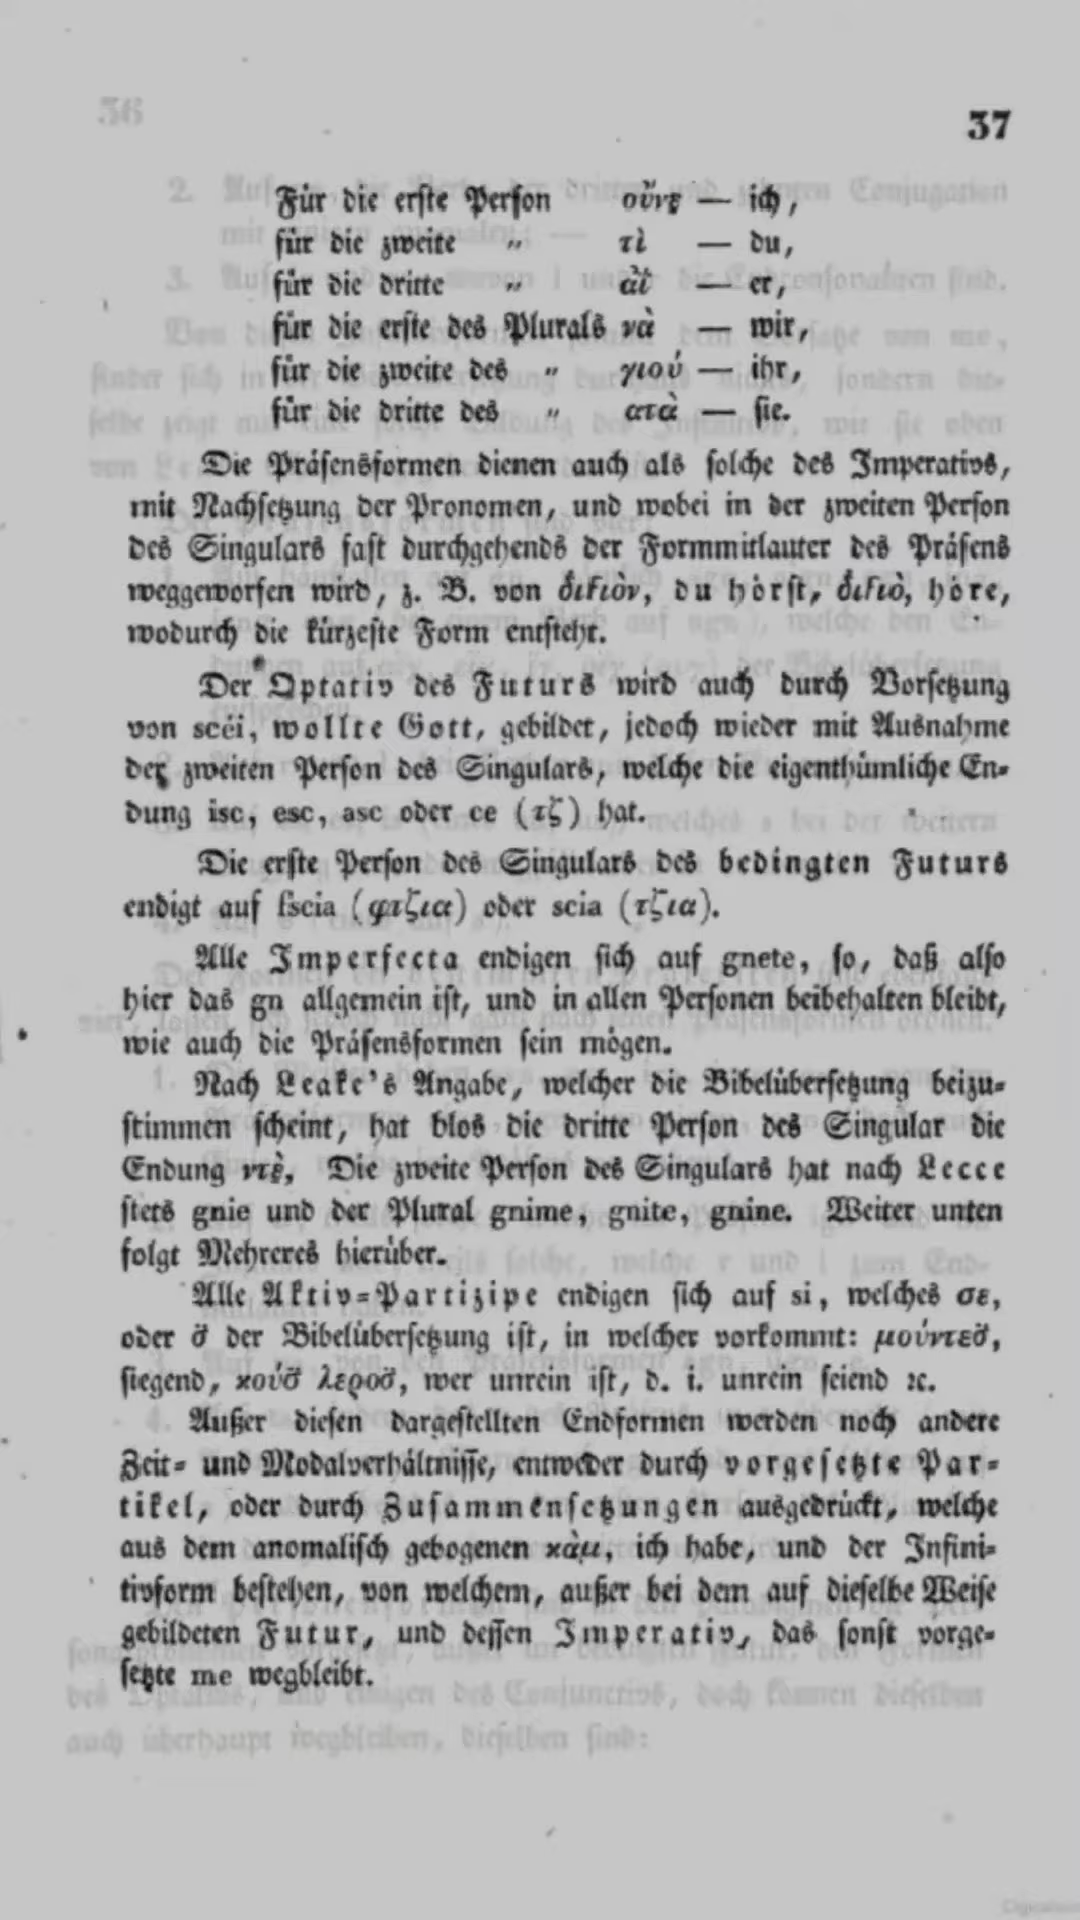 37
Für die erste Person οὔνε̨ — ich,
für die zweite „ τὶ — du,
für die dritte „ — er,
für die erste des Plurals νὰ — wir,
für die zweite des „ γιού — ihr,
für die dritte des „ ατὰ — sie.
Die Präsensformen dienen auch als solche des Imperativs,
mit Nachsetzung der Pronomen, und wobei in der zweiten Person
des Singulars fast durchgehends der Formmitlauter des Präsens
weggeworfen wird, z. B. von du hörst, höre,
wodurch die kürzeste Form entsteht.
Der Optativ des Futurs wird auch durch Vorsetzung
von scëi, wollte Gott, gebildet, jedoch wieder mit Ausnahme
der zweiten Person des Singulars, welche die eigenthümliche En-
dung isc, esc, asc oder ce (τζ) hat.
Die erste Person des Singulars des bedingten Futurs
endigt auf fscia (φτζια) oder scia (τζια).
Alle Imperfecta endigen sich auf gnete, so, daß also
hier das gn allgemein ist, und in allen Personen beibehalten bleibt,
wie auch die Präsensformen sein mögen.
Nach Leake's Angabe, welcher die Bibelübersetzung beizu-
stimmen scheint, hat blos die dritte Person des Singular die
Endung ντὲ̨, Die zweite Person des Singulars hat nach Lecce
stets gnie und der Plural gnime, gnite, gnine. Weiter unten
folgt Mehreres hierüber.
Alle Aktiv-Partizipe endigen sich auf si, welches σε,
oder σ̈ der Bibelübersetzung ist, in welcher vorkommt: μούντεσ̈,
siegend, κούσ̈ λεροσ̈, wer unrein ist, d. i. unrein seiend ꝛc.
Außer diesen dargestellten Endformen werden noch andere
Zeit- und Modalverhältnisse, entweder durch vorgesetzte Par-
tikel, oder durch Zusammensetzungen ausgedrückt, welche
aus dem anomalisch gebogenen κὰμ, ich habe, und der Infini-
tivform bestehen, von welchem, außer bei dem auf dieselbe Weise
gebildeten Futur, und dessen Imperativ, das sonst vorge-
setzte me wegbleibt.